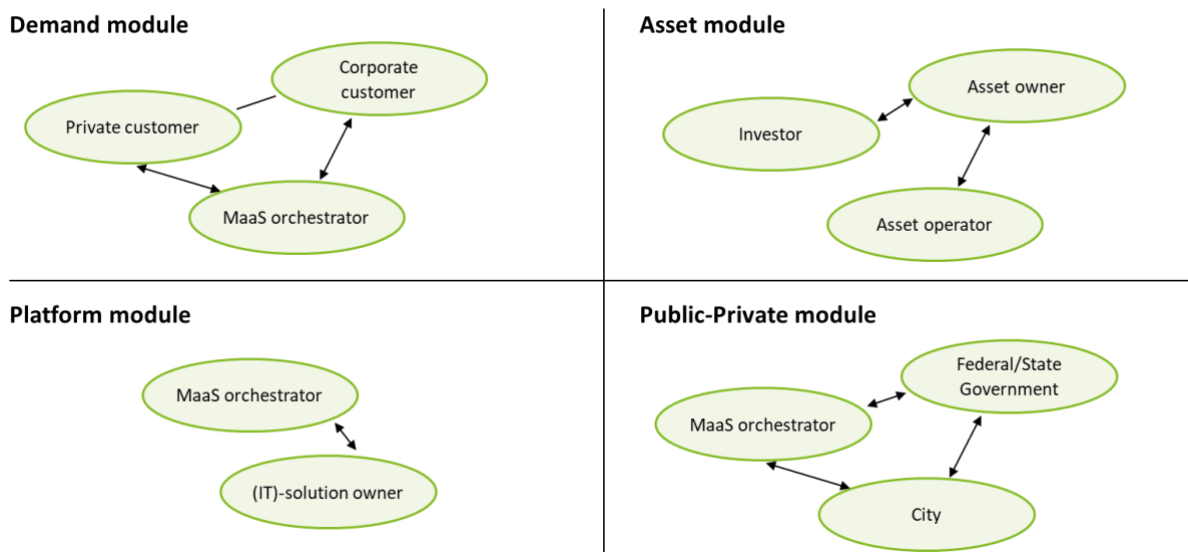 Demand module
Corporate
customer
Private customer
MaaS orchestrator
Asset module
Asset owner
Investor
Asset operator
Platform module
MaaS orchestrator
(IT)-solution owner
Public-Private module
Federal/State
Government
MaaS orchestrator
City